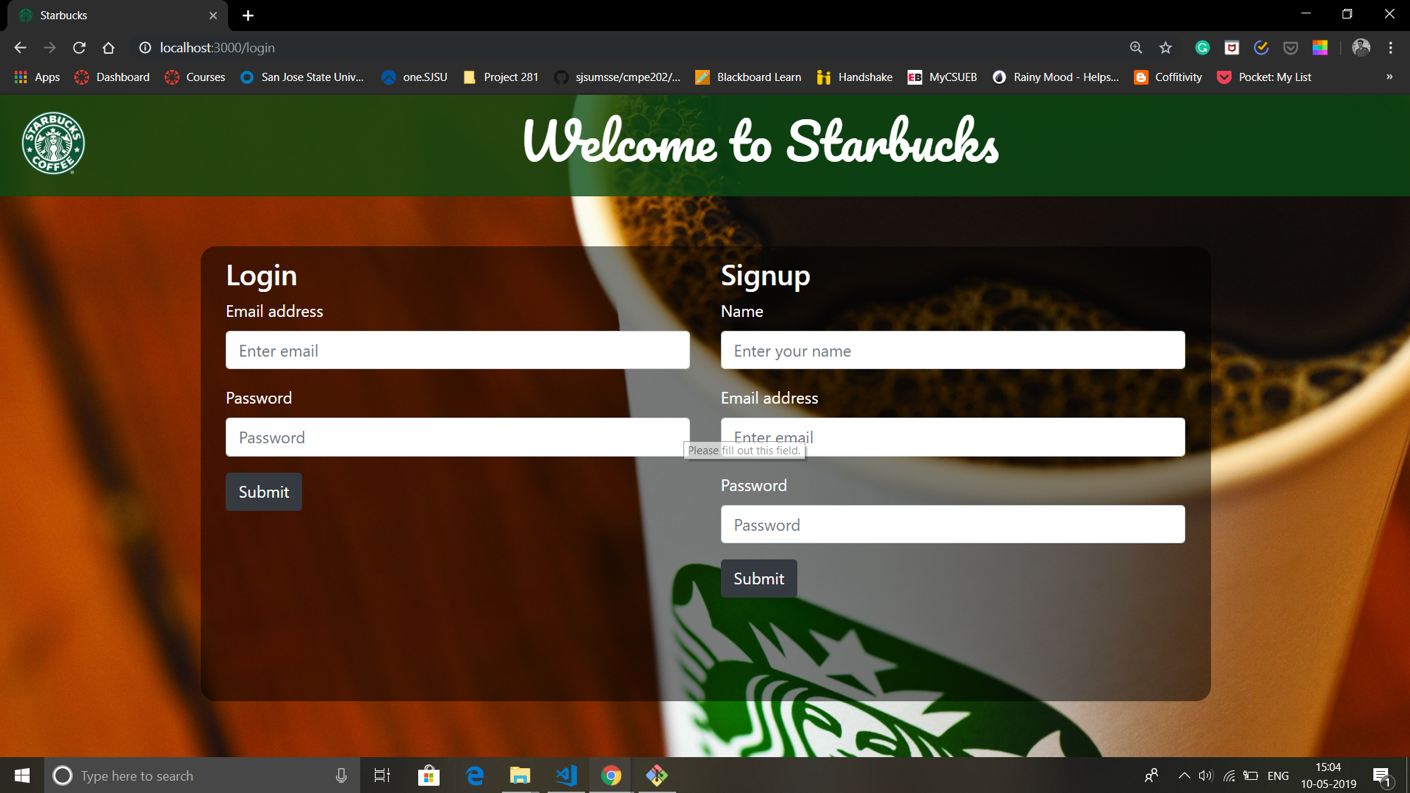 Starbucks
localhost:3000/login
Apps Dashboard Courses San Jose State Univ... one.SJSU Project 281 sjsumsse/cmpe202/... Blackboard Learn Handshake EB MyCSUEB Rainy Mood - Helps... Coffitivity Pocket: My List »
STARBUCKS
COFFEE
Welcome to Starbucks
Login
Email address
Enter email
Password
Password
Submit
Signup
Name
Enter your name
Email address
Enter email
Please fill out this field.
Password
Password
Submit
Type here to search
ENG
15:04
10-05-2019
1